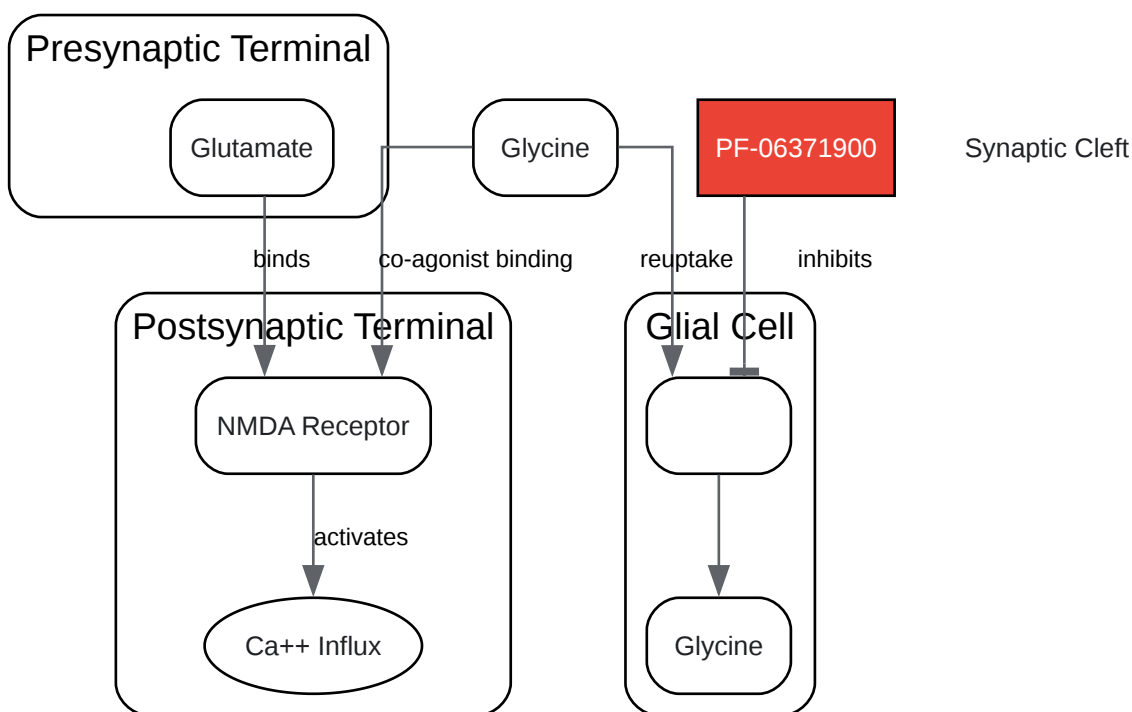 Presynaptic Terminal
Glutamate
Glycine
PF-06371900
Synaptic Cleft
binds
co-agonist binding
reuptake
inhibits
Postsynaptic Terminal
Glial Cell
NMDA Receptor
activates
Ca++ Influx
Glycine